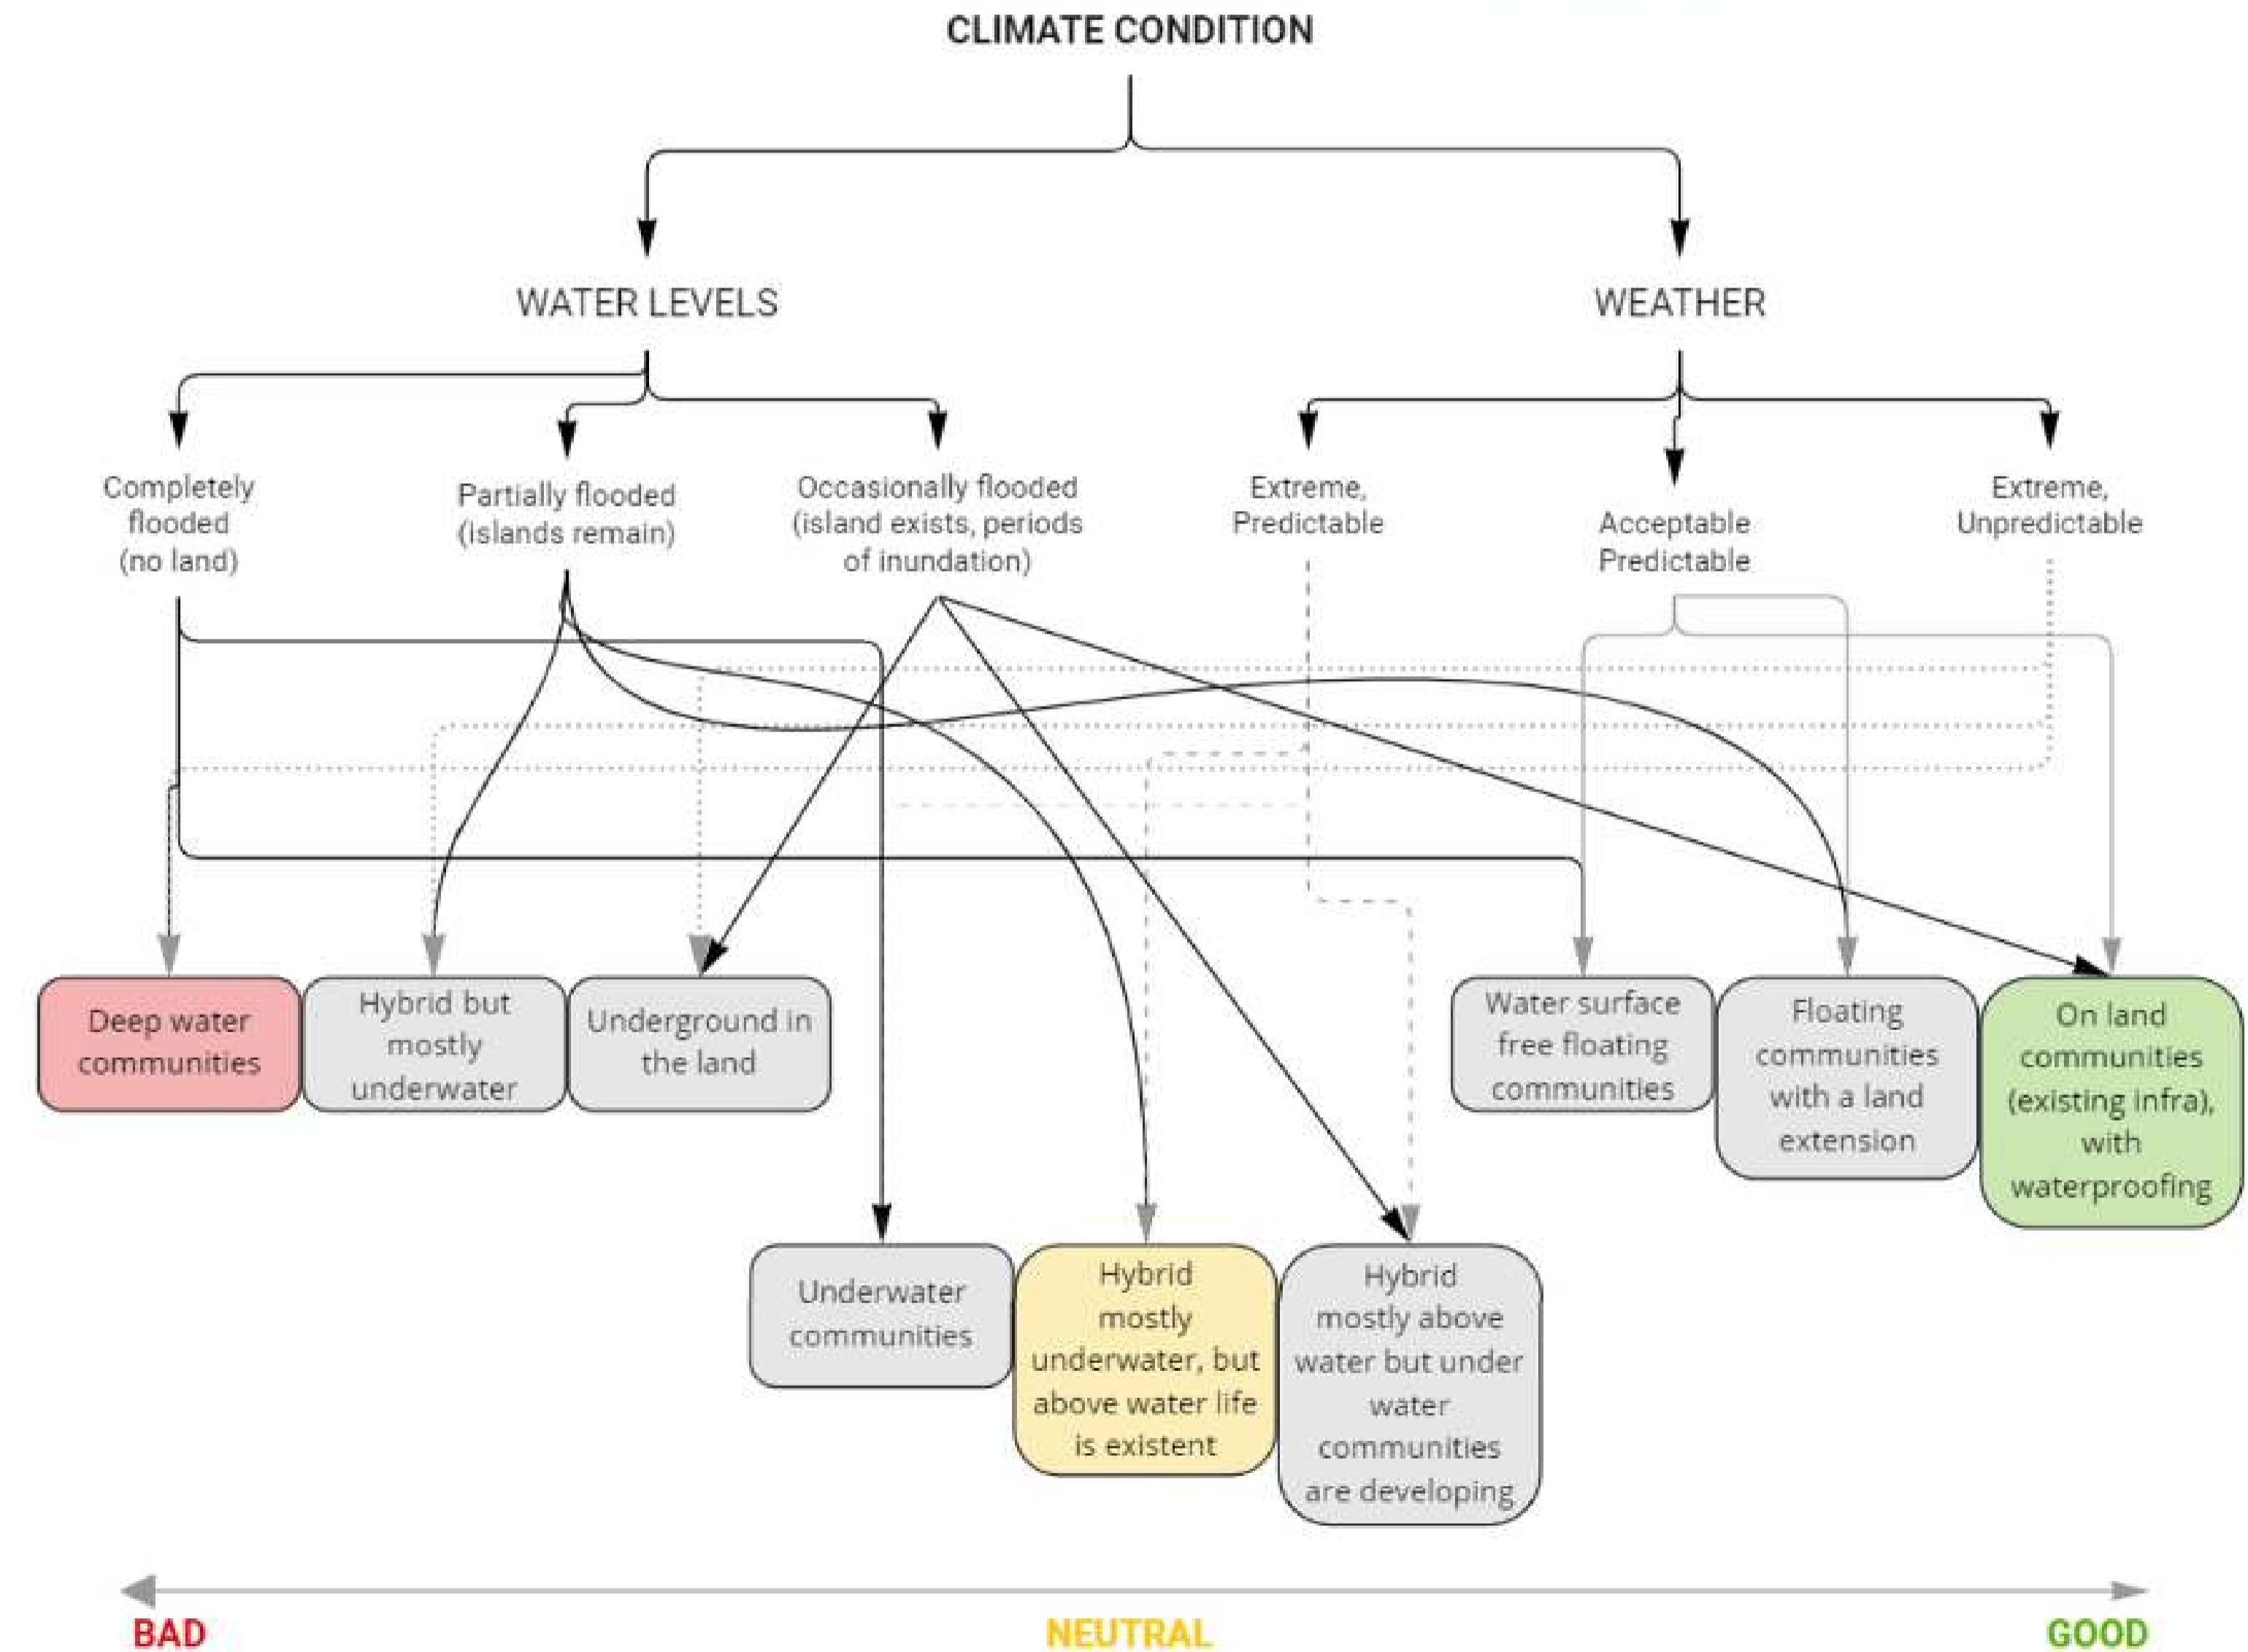 CLIMATE CONDITION
WATER LEVELS
WEATHER
Completely
flooded
(no land)
Partially flooded
(islands remain)
Occasionally flooded
(island exists, periods
of inundation)
Extreme,
Predictable
Acceptable
Predictable
Extreme,
Unpredictable
Deep water
communities
Hybrid but
mostly
underwater
Underground in
the land
Water surface
free floating
communities
Floating
communities
with a land
extension
On land
communities
(existing infra),
with
waterproofing
Underwater
communities
Hybrid
mostly
underwater, but
above water life
is existent
Hybrid
mostly above
water but under
water
communities
are developing
BAD
NEUTRAL
GOOD